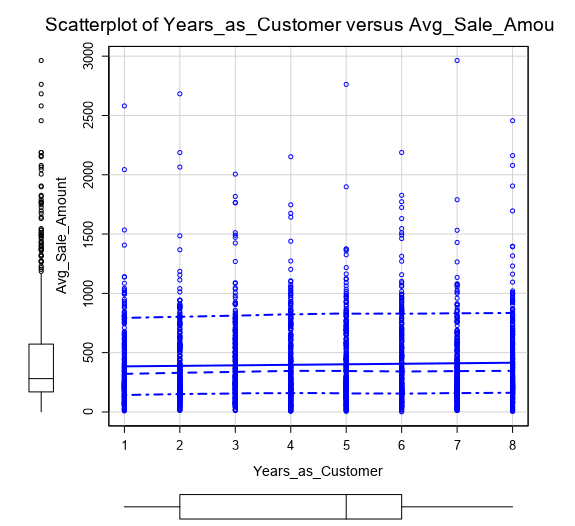 Scatterplot of Years_as_Customer versus Avg_Sale_Amou
3000
2500
2000
1500
1000
500
0
Avg_Sale_Amount
1 2 3 4 5 6 7 8
Years_as_Customer